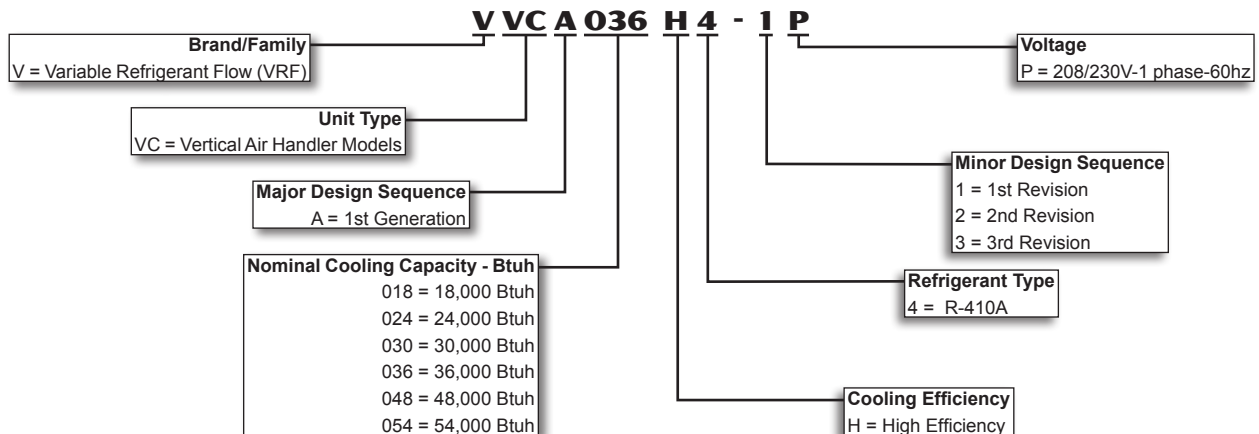 V VC A 036 H 4 - 1 P
Brand/Family
V = Variable Refrigerant Flow (VRF)
Unit Type
VC = Vertical Air Handler Models
Major Design Sequence
A = 1st Generation
Nominal Cooling Capacity - Btuh
018 = 18,000 Btuh
024 = 24,000 Btuh
030 = 30,000 Btuh
036 = 36,000 Btuh
048 = 48,000 Btuh
054 = 54,000 Btuh
Voltage
P = 208/230V-1 phase-60hz
Minor Design Sequence
1 = 1st Revision
2 = 2nd Revision
3 = 3rd Revision
Refrigerant Type
4 = R-410A
Cooling Efficiency
H = High Efficiency